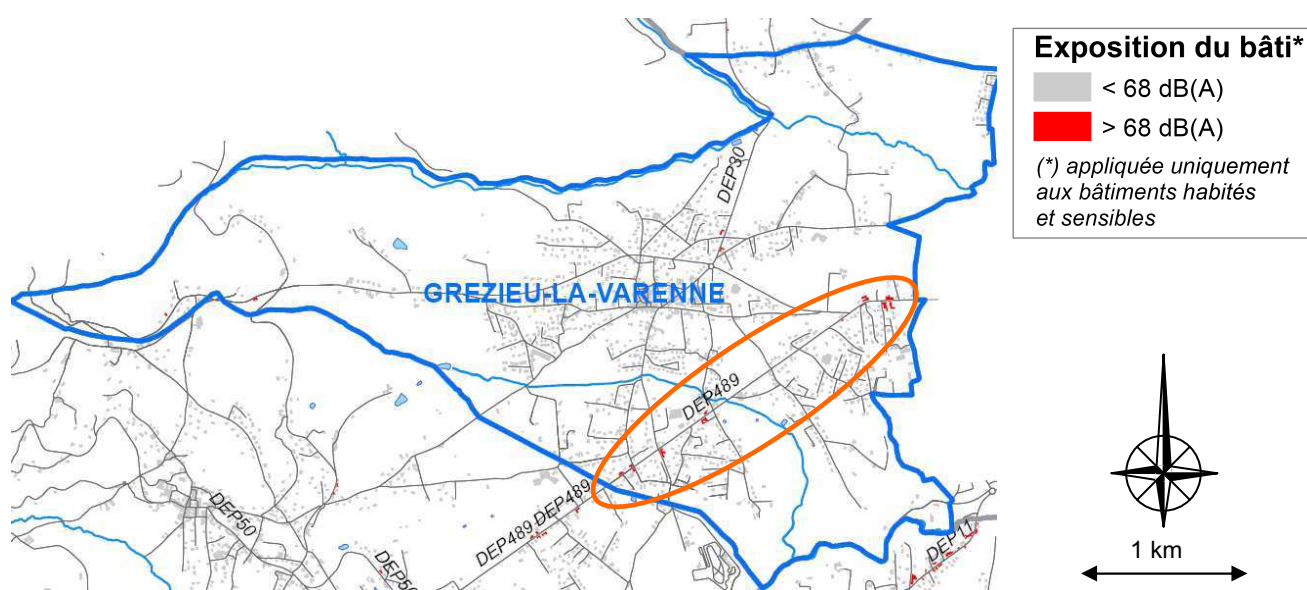 Exposition du bâti*
< 68 dB(A)
> 68 dB(A)
(*) appliquée uniquement
aux bâtiments habités
et sensibles
DEP30
GREZIEU-LA-VARENNE
DEP489
DEP489
DEP489
DEP50
DEP11
1 km